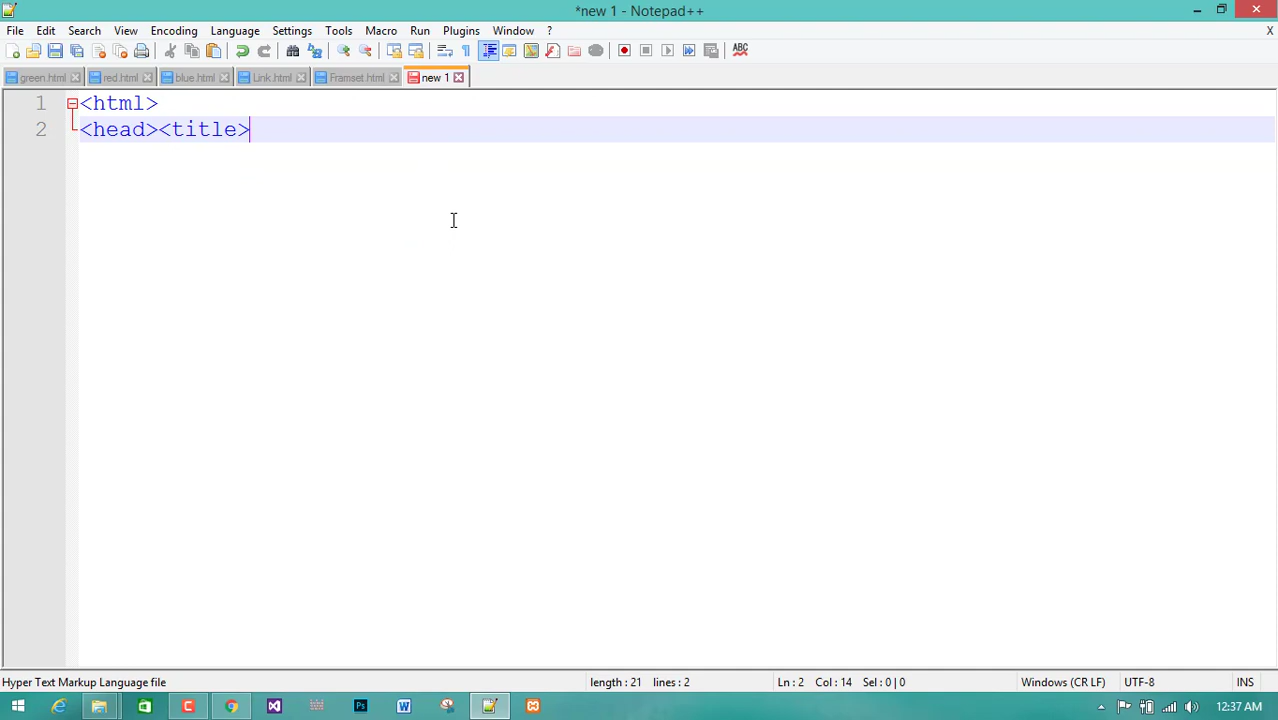 *new 1 - Notepad++
File Edit Search View Encoding Language Settings Tools Macro Run Plugins Window ? X
ABC
green.html red.html blue.html Link.html Framset.html new 1
1 <html>
2 <head><title>
Hyper Text Markup Language file length : 21 lines : 2 Ln : 2 Col : 14 Sel : 0 | 0 Windows (CR LF) UTF-8 INS
12:37 AM